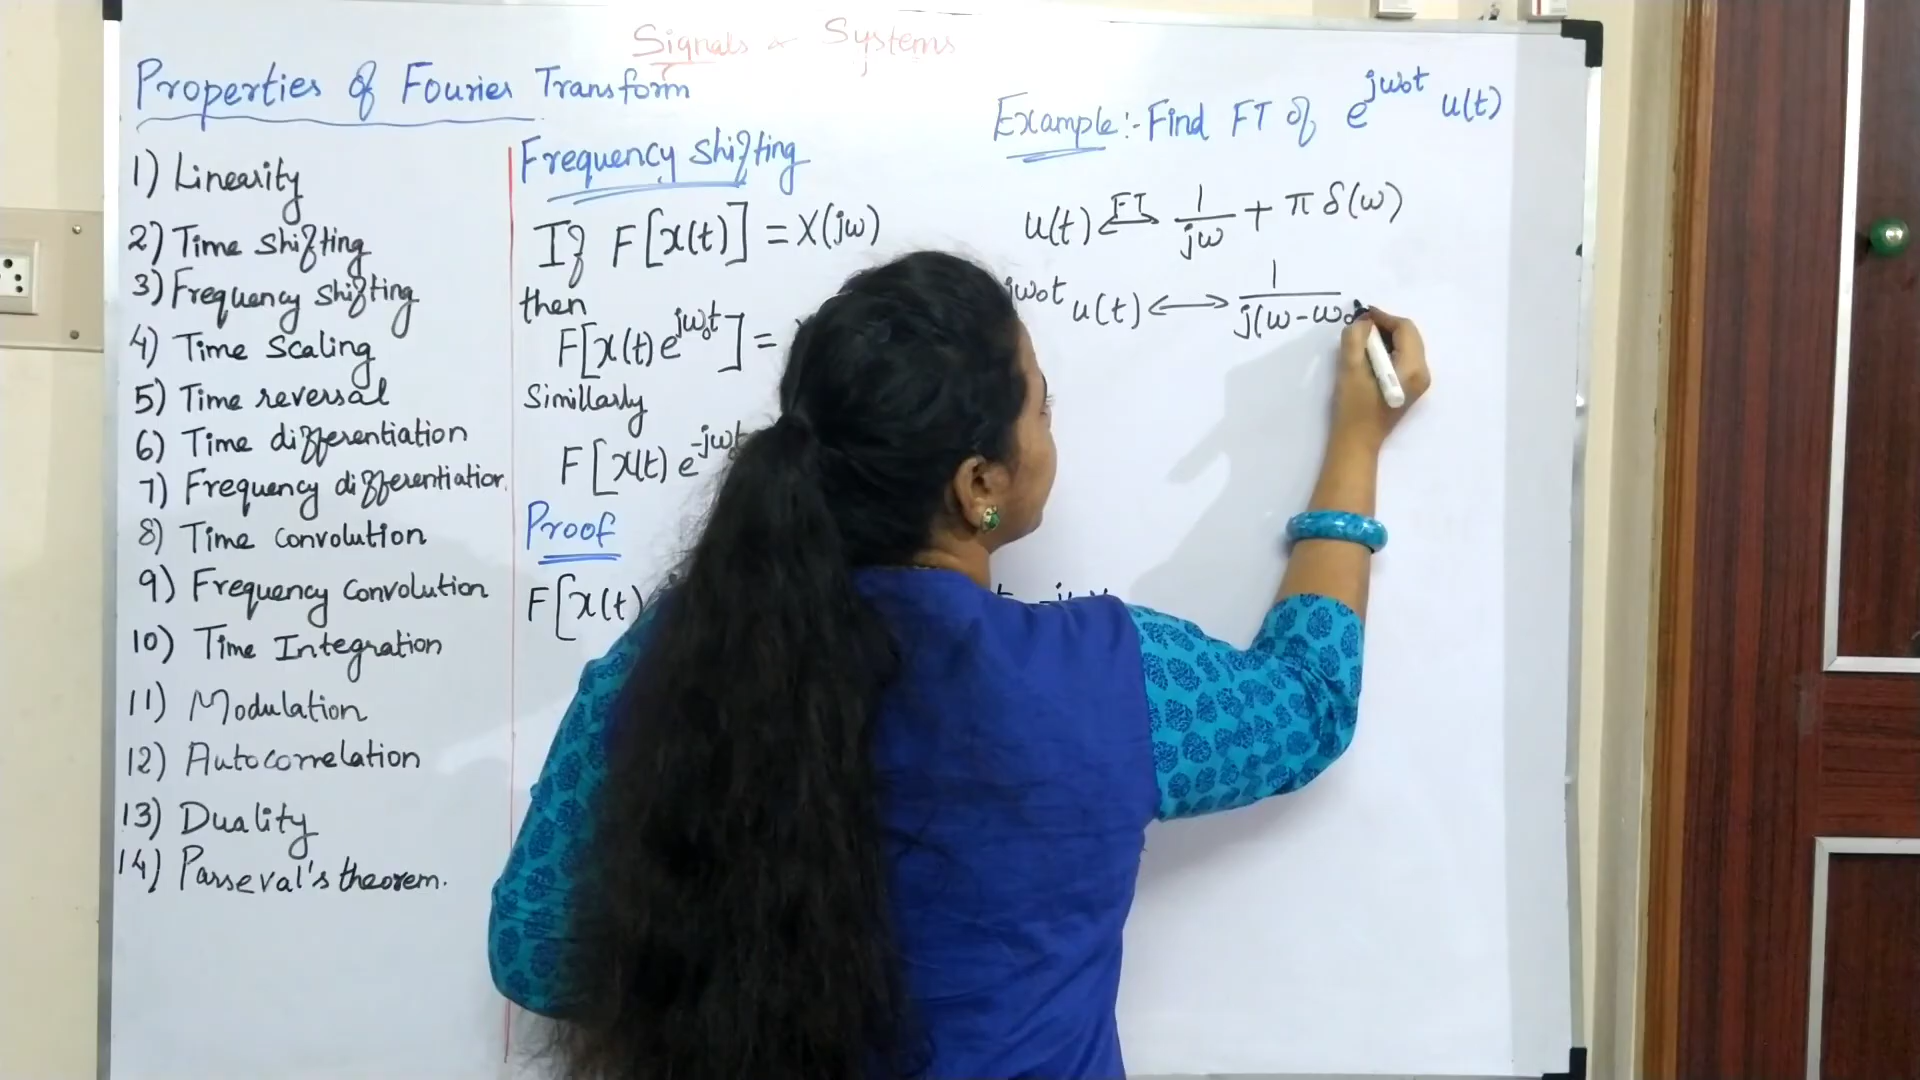 Signals & Systems
Properties of Fourier Transform
1) Linearity
2) Time shifting
3) Frequency shifting
4) Time Scaling
5) Time reversal
6) Time differentiation
7) Frequency differentiation
8) Time Convolution
9) Frequency Convolution
10) Time Integration
11) Modulation
12) Autocorrelation
13) Duality
14) Parseval's theorem.
Frequency shifting
If F[x(t)] = X(jω)
then
F[x(t) e^{jω₀t}] =
Simillarly
F[x(t) e^{-jω₀t}
Proof
F[x(t)
Example:- Find FT of e^{jω₀t} u(t)
u(t) ⟷^{FT} 1/jω + π δ(ω)
jω₀t u(t) ⟷ 1/j(ω-ω₀